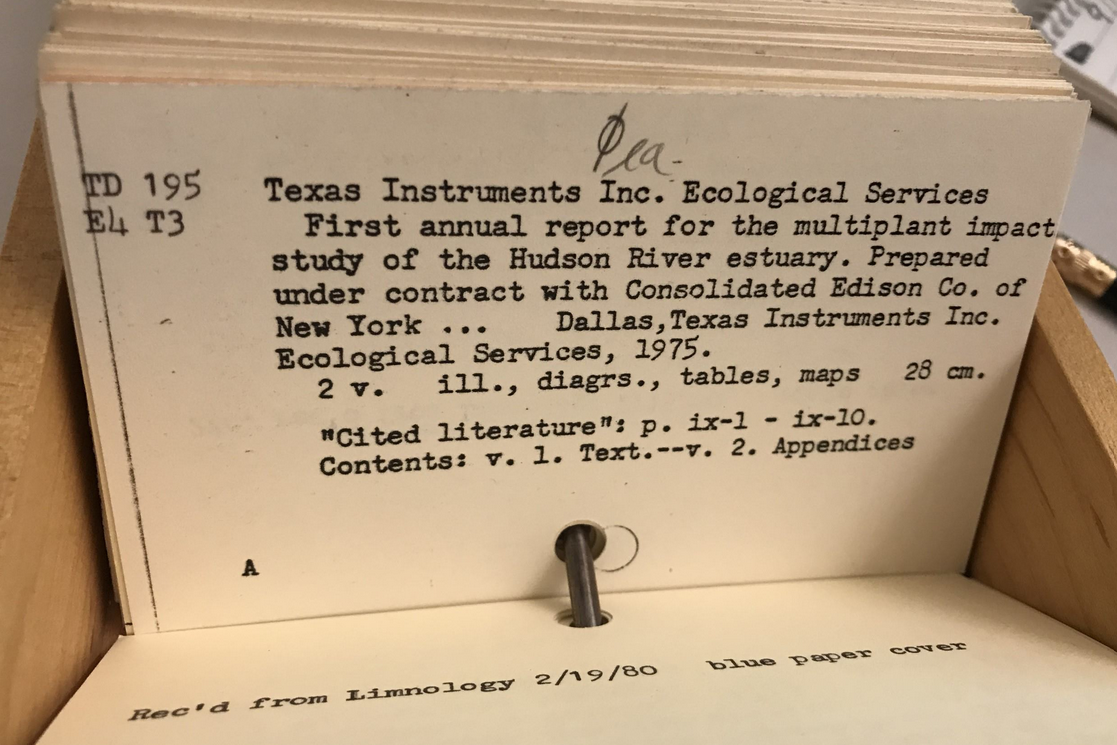 Pea-
TD 195 Texas Instruments Inc. Ecological Services
E4 T3 First annual report for the multiplant impact
study of the Hudson River estuary. Prepared
under contract with Consolidated Edison Co. of
New York ... Dallas,Texas Instruments Inc.
Ecological Services, 1975.
2 v. ill., diagrs., tables, maps 28 cm.
"Cited literature": p. ix-1 - ix-10.
Contents: v. 1. Text.--v. 2. Appendices
A
Rec'd from Limnology 2/19/80 blue paper cover